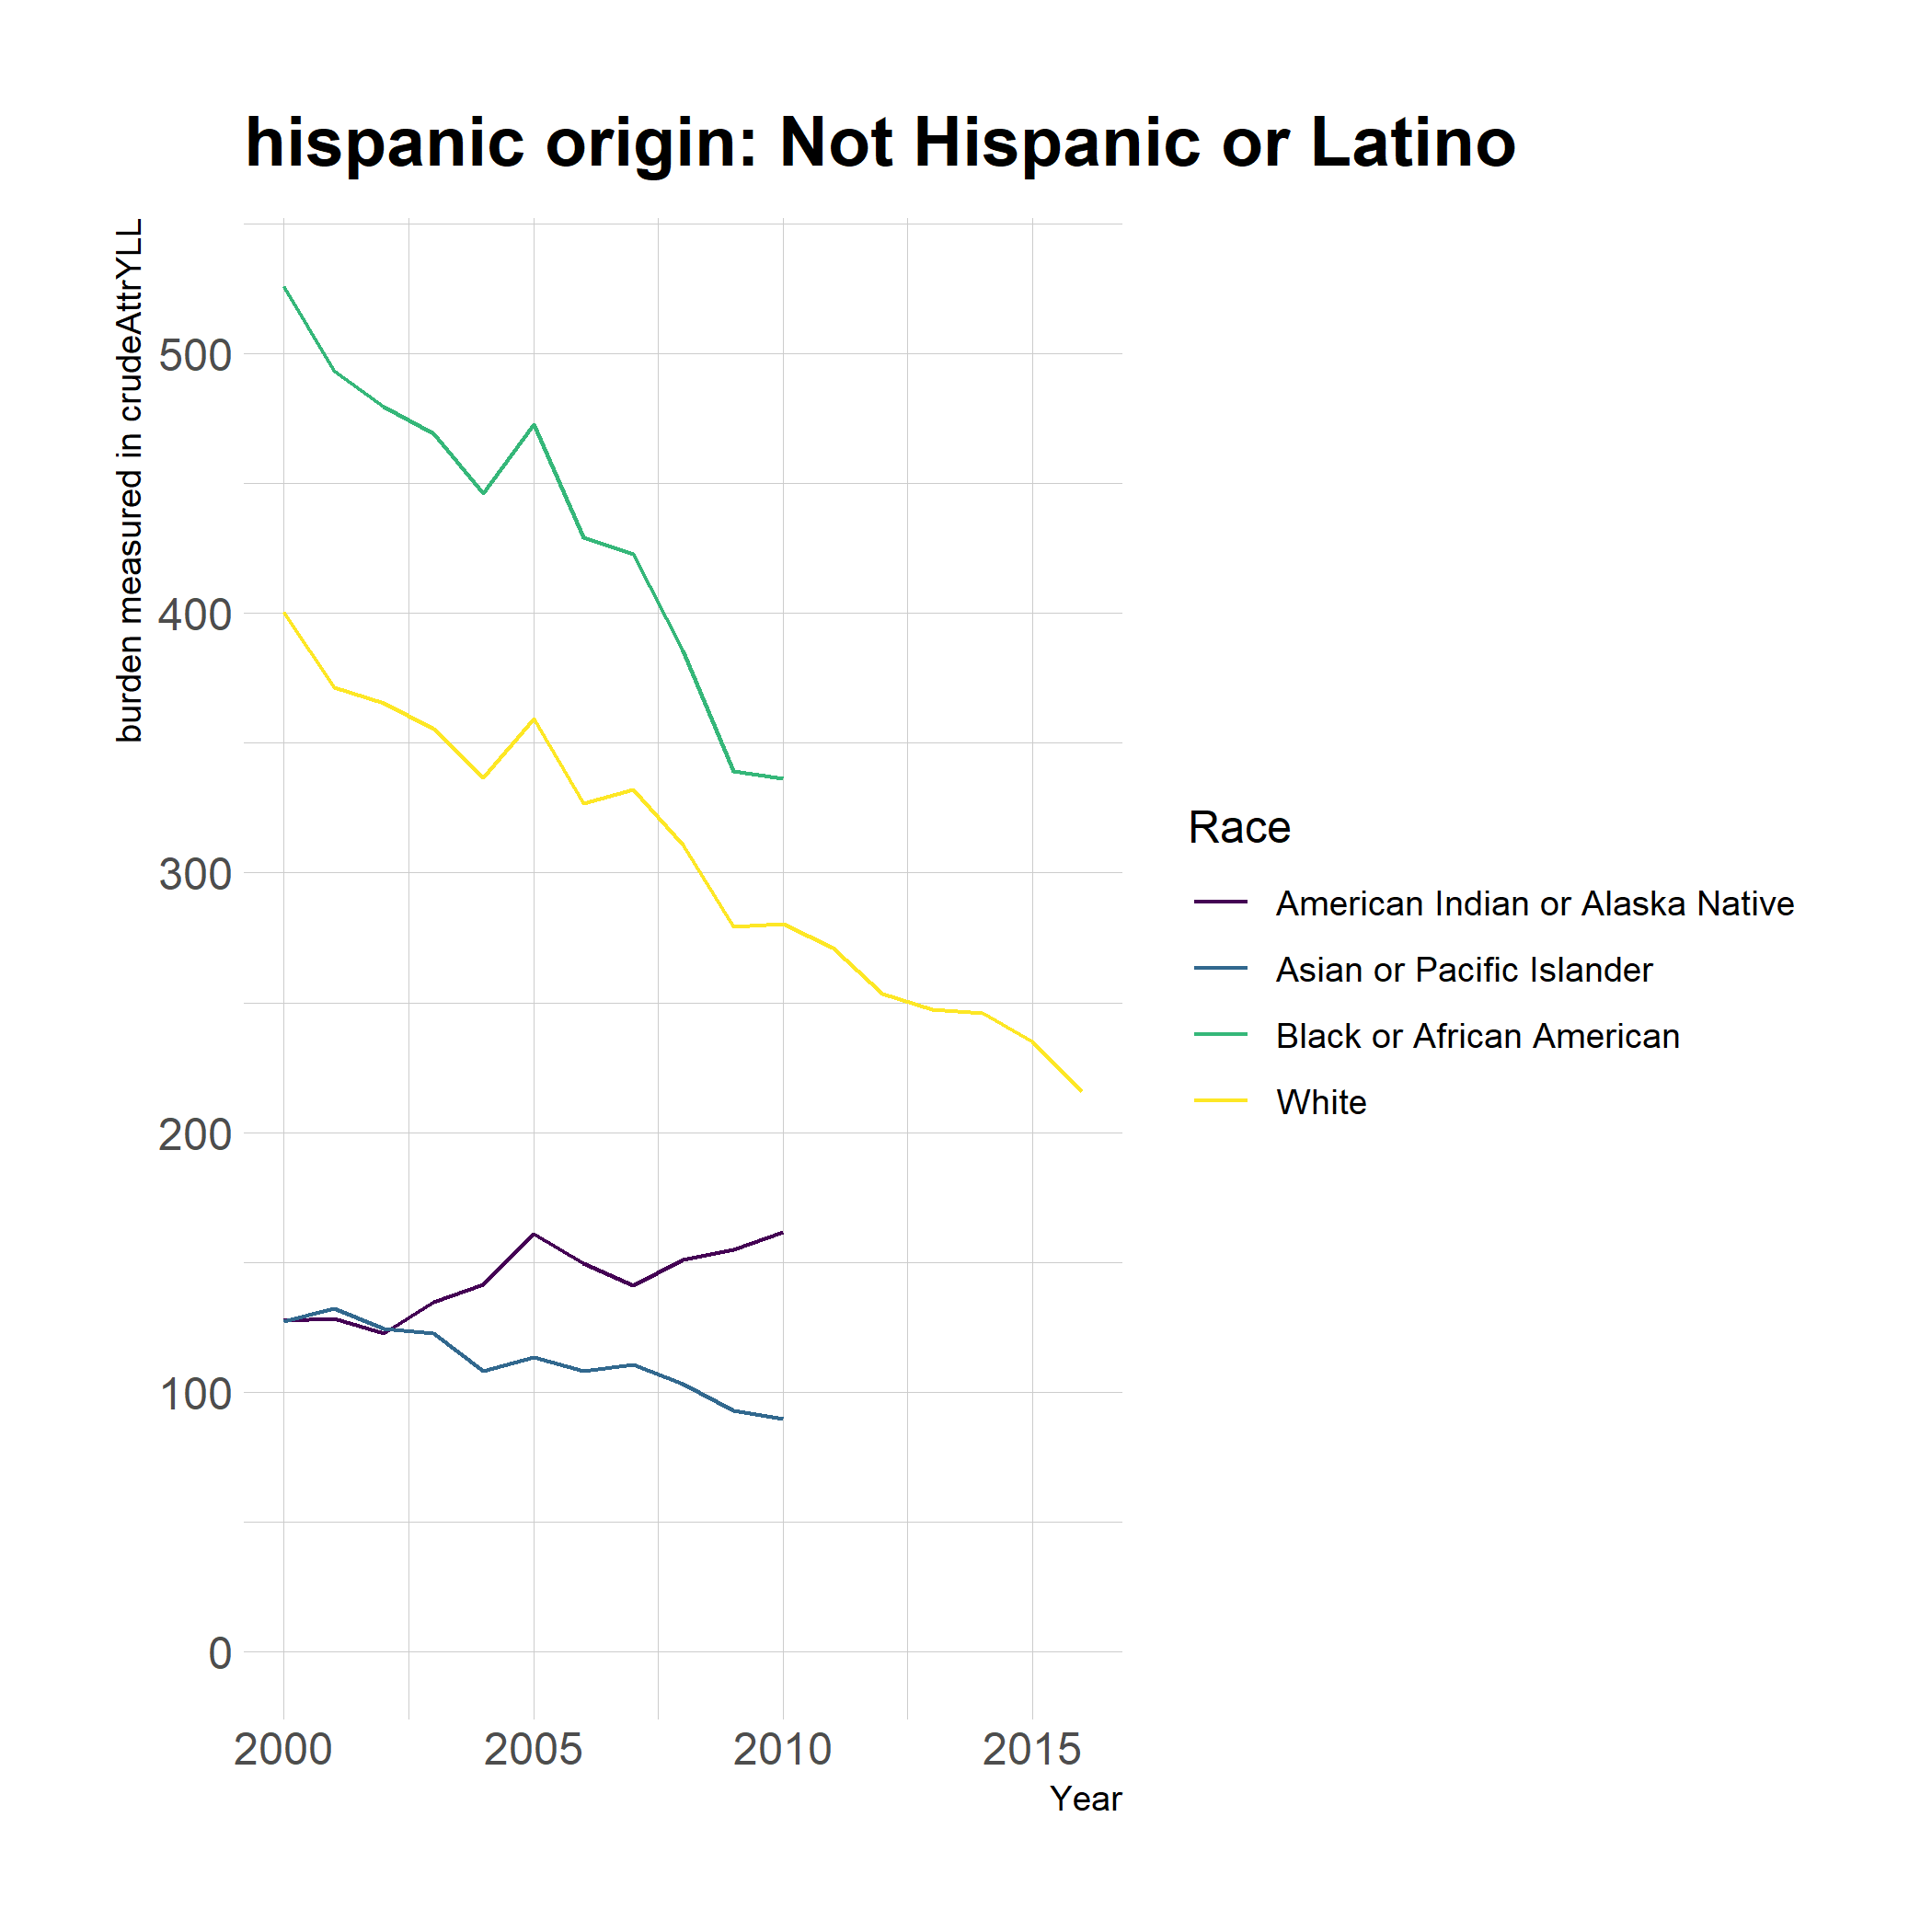 hispanic origin: Not Hispanic or Latino
burden measured in crudeAttrYLL
500
400
300
200
100
0
2000 2005 2010 2015
Year
Race
American Indian or Alaska Native
Asian or Pacific Islander
Black or African American
White